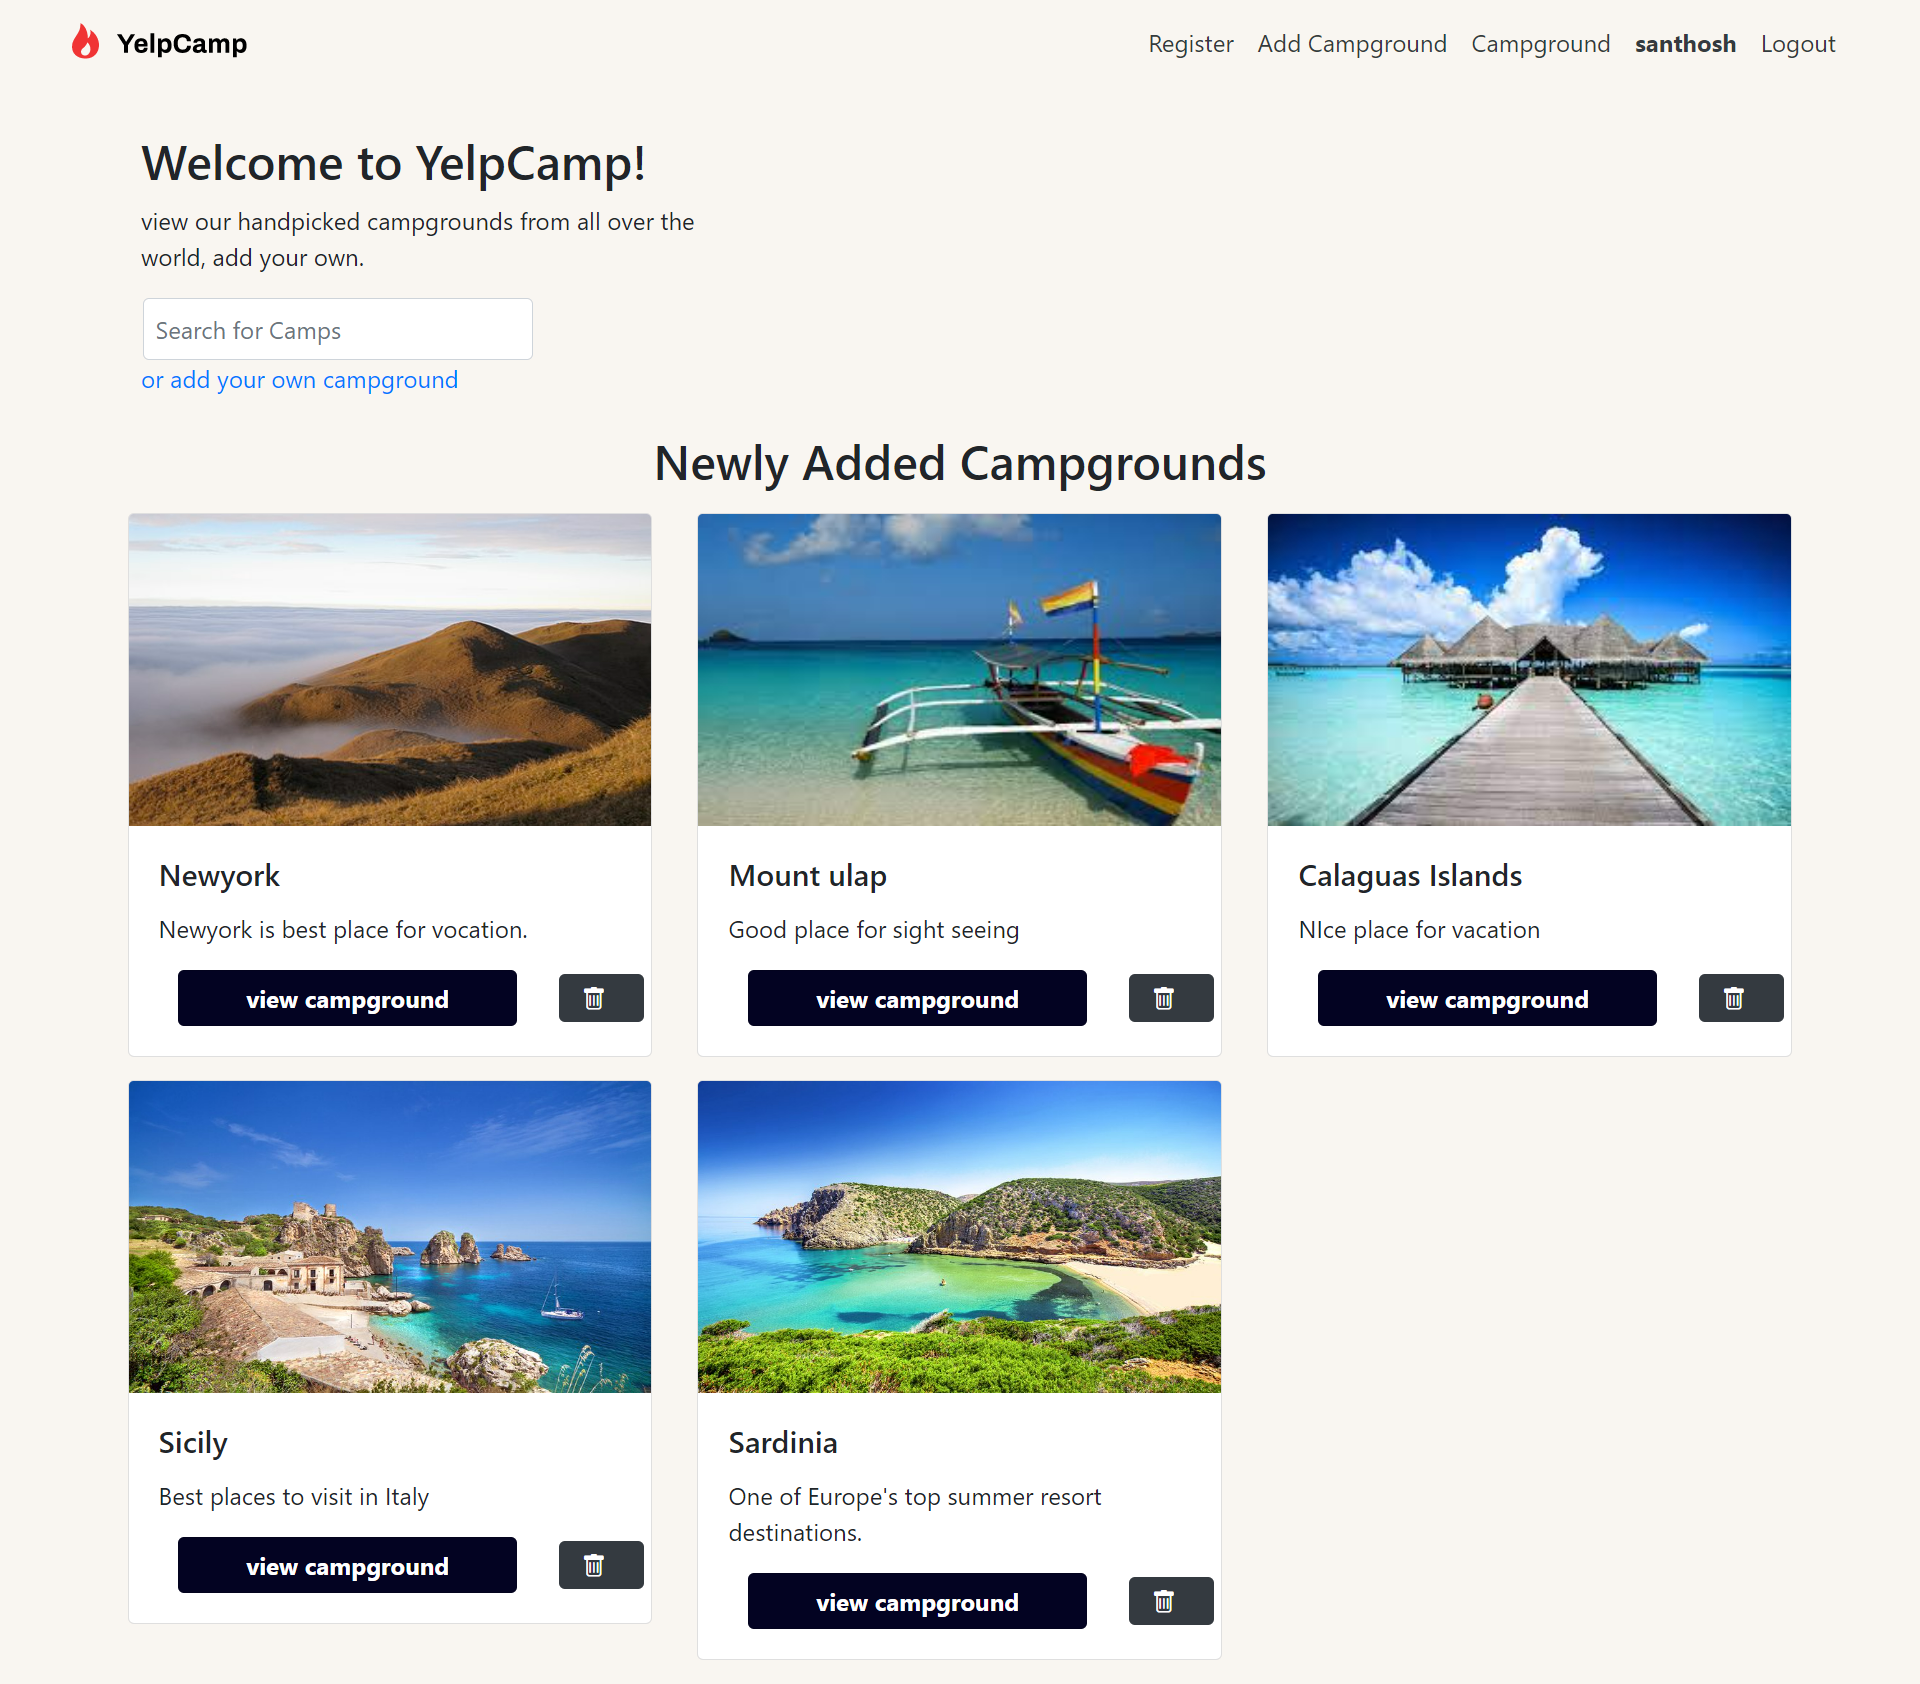 YelpCamp
Register Add Campground Campground santhosh Logout
Welcome to YelpCamp!
view our handpicked campgrounds from all over the
world, add your own.
Search for Camps
or add your own campground
Newly Added Campgrounds
Newyork
Newyork is best place for vocation.
view campground
Mount ulap
Good place for sight seeing
view campground
Calaguas Islands
NIce place for vacation
view campground
Sicily
Best places to visit in Italy
view campground
Sardinia
One of Europe's top summer resort
destinations.
view campground